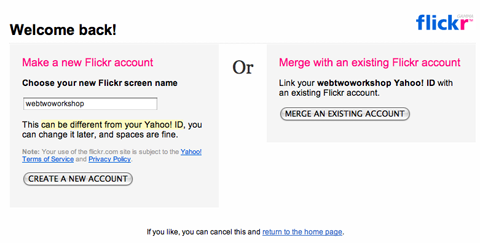 Welcome back!
flickr
Make a new Flickr account
Choose your new Flickr screen name
webtwoworkshop
This can be different from your Yahoo! ID, you
can change it later, and spaces are fine.
Note: Your use of the flickr.com site is subject to the Yahoo!
Terms of Service and Privacy Policy.
CREATE A NEW ACCOUNT
Or
Merge with an existing Flickr account
Link your webtwoworkshop Yahoo! ID with
an existing Flickr account.
MERGE AN EXISTING ACCOUNT
If you like, you can cancel this and return to the home page.